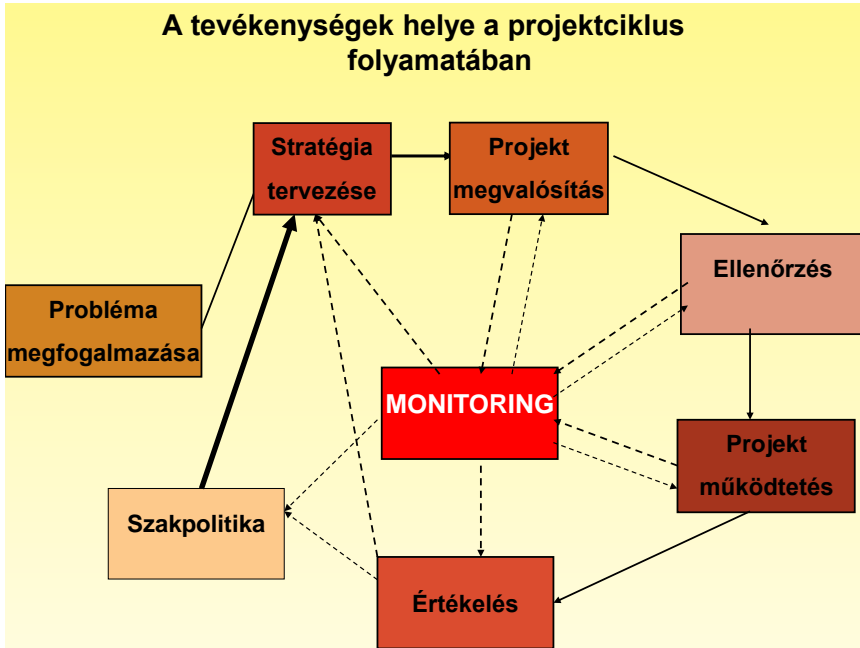 A tevékenységek helye a projektciklus
folyamatában
Stratégia
tervezése
Projekt
megvalósítás
Ellenőrzés
Probléma
megfogalmazása
MONITORING
Projekt
működtetés
Szakpolitika
Értékelés